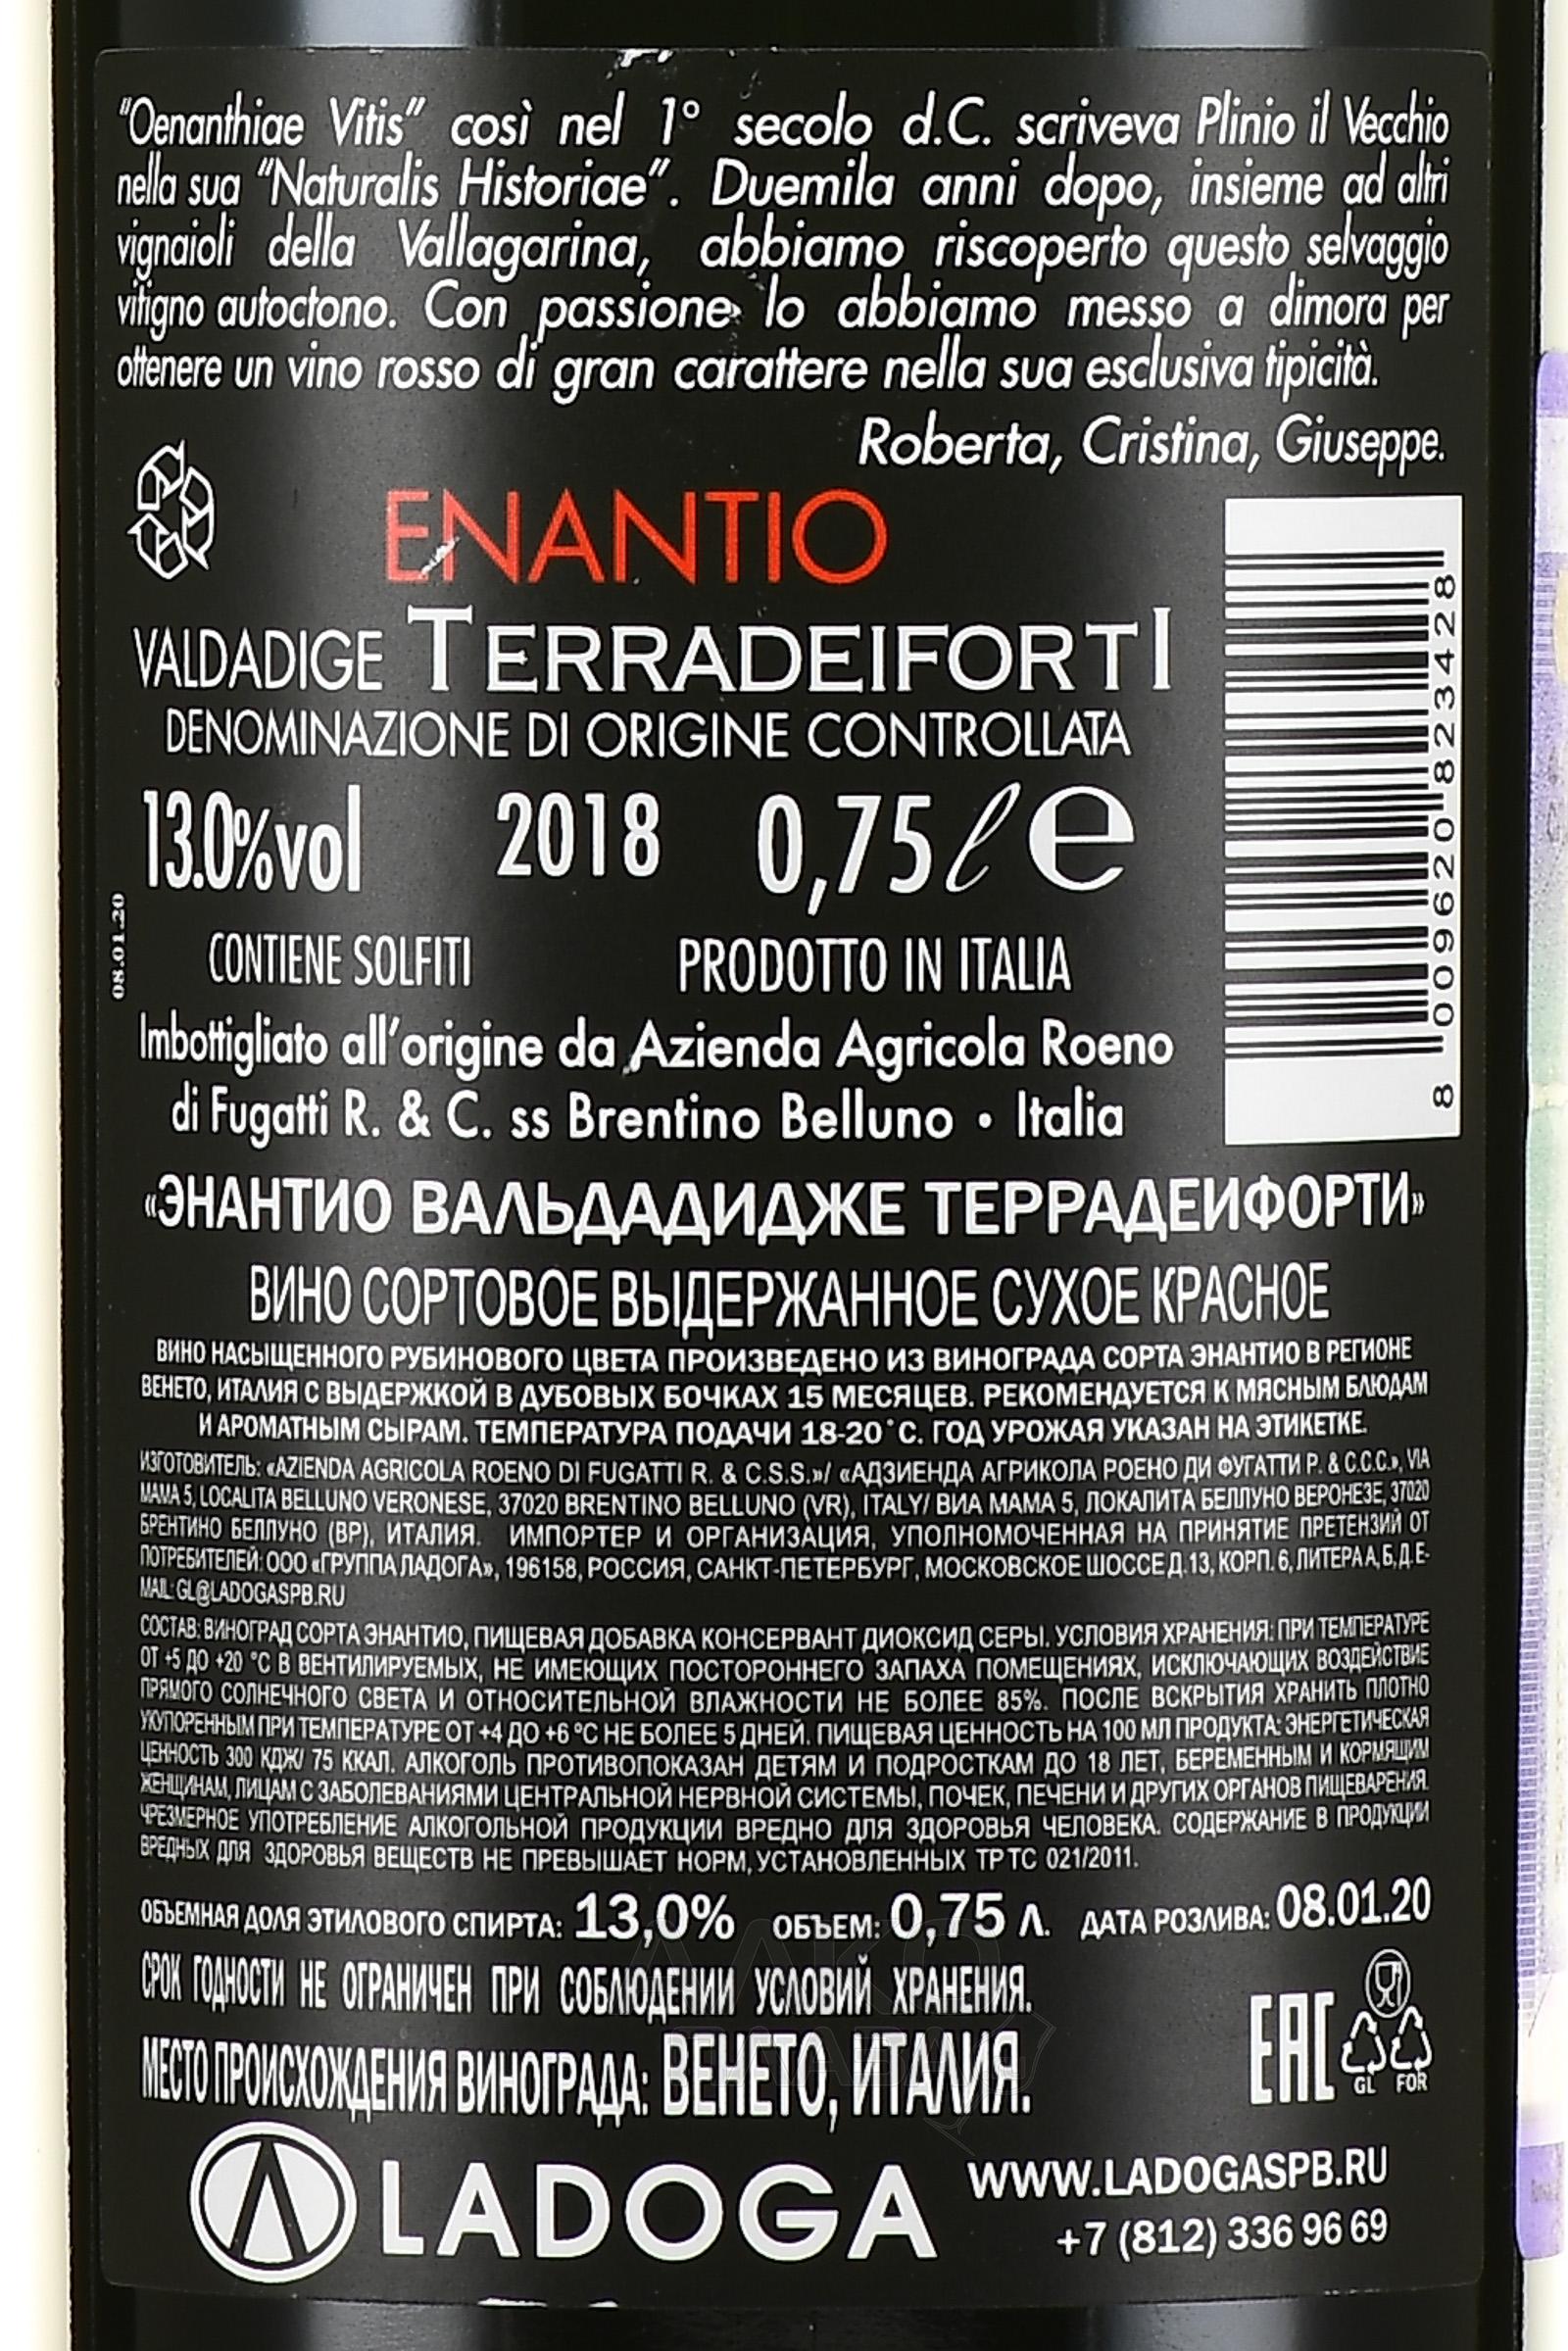 "Oenanthiae Vitis" così nel 1° secolo d.C. scriveva Plinio il Vecchio
nella sua "Naturalis Historiae". Duemila anni dopo, insieme ad altri
vignaioli della Vallagarina, abbiamo riscoperto questo selvaggio
vitigno autoctono. Con passione lo abbiamo messo a dimora per
ottenere un vino rosso di gran carattere nella sua esclusiva tipicità.
Roberta, Cristina, Giuseppe.
ENANTIO
VALDADIGE TERRADEIFORTI
DENOMINAZIONE DI ORIGINE CONTROLLATA
13.0%vol 2018 0,75 ℓ e
08.01.20
CONTIENE SOLFITI PRODOTTO IN ITALIA
Imbottigliato all'origine da Azienda Agricola Roeno
di Fugatti R. & C. ss Brentino Belluno • Italia
8 009620 823428
«ЭНАНТИО ВАЛЬДАДИДЖЕ ТЕРРАДЕИФОРТИ»
ВИНО СОРТОВОЕ ВЫДЕРЖАННОЕ СУХОЕ КРАСНОЕ
ВИНО НАСЫЩЕННОГО РУБИНОВОГО ЦВЕТА ПРОИЗВЕДЕНО ИЗ ВИНОГРАДА СОРТА ЭНАНТИО В РЕГИОНЕ
ВЕНЕТО, ИТАЛИЯ С ВЫДЕРЖКОЙ В ДУБОВЫХ БОЧКАХ 15 МЕСЯЦЕВ. РЕКОМЕНДУЕТСЯ К МЯСНЫМ БЛЮДАМ
И АРОМАТНЫМ СЫРАМ. ТЕМПЕРАТУРА ПОДАЧИ 18-20˚С. ГОД УРОЖАЯ УКАЗАН НА ЭТИКЕТКЕ.
ИЗГОТОВИТЕЛЬ: «AZIENDA AGRICOLA ROENO DI FUGATTI R. & C.S.S.»/ «АДЗИЕНДА АГРИКОЛА РОЕНО ДИ ФУГАТТИ Р. & С.С.С.», VIA
MAMA 5, LOCALITA BELLUNO VERONESE, 37020 BRENTINO BELLUNO (VR), ITALY/ ВИА МАМА 5, ЛОКАЛИТА БЕЛЛУНО ВЕРОНЕЗЕ, 37020
БРЕНТИНО БЕЛЛУНО (ВР), ИТАЛИЯ. ИМПОРТЕР И ОРГАНИЗАЦИЯ, УПОЛНОМОЧЕННАЯ НА ПРИНЯТИЕ ПРЕТЕНЗИЙ ОТ
ПОТРЕБИТЕЛЕЙ: ООО «ГРУППА ЛАДОГА», 196158, РОССИЯ, САНКТ-ПЕТЕРБУРГ, МОСКОВСКОЕ ШОССЕ Д.13, КОРП. 6, ЛИТЕРА А, Б, Д. E-
MAIL: GL@LADOGASPB.RU
СОСТАВ: ВИНОГРАД СОРТА ЭНАНТИО, ПИЩЕВАЯ ДОБАВКА КОНСЕРВАНТ ДИОКСИД СЕРЫ. УСЛОВИЯ ХРАНЕНИЯ: ПРИ ТЕМПЕРАТУРЕ
ОТ +5 ДО +20 °С В ВЕНТИЛИРУЕМЫХ, НЕ ИМЕЮЩИХ ПОСТОРОННЕГО ЗАПАХА ПОМЕЩЕНИЯХ, ИСКЛЮЧАЮЩИХ ВОЗДЕЙСТВИЕ
ПРЯМОГО СОЛНЕЧНОГО СВЕТА И ОТНОСИТЕЛЬНОЙ ВЛАЖНОСТИ НЕ БОЛЕЕ 85%. ПОСЛЕ ВСКРЫТИЯ ХРАНИТЬ ПЛОТНО
УКУПОРЕННЫМ ПРИ ТЕМПЕРАТУРЕ ОТ +4 ДО +6 °С НЕ БОЛЕЕ 5 ДНЕЙ. ПИЩЕВАЯ ЦЕННОСТЬ НА 100 МЛ ПРОДУКТА: ЭНЕРГЕТИЧЕСКАЯ
ЦЕННОСТЬ 300 КДЖ/ 75 ККАЛ. АЛКОГОЛЬ ПРОТИВОПОКАЗАН ДЕТЯМ И ПОДРОСТКАМ ДО 18 ЛЕТ, БЕРЕМЕННЫМ И КОРМЯЩИМ
ЖЕНЩИНАМ, ЛИЦАМ С ЗАБОЛЕВАНИЯМИ ЦЕНТРАЛЬНОЙ НЕРВНОЙ СИСТЕМЫ, ПОЧЕК, ПЕЧЕНИ И ДРУГИХ ОРГАНОВ ПИЩЕВАРЕНИЯ.
ЧРЕЗМЕРНОЕ УПОТРЕБЛЕНИЕ АЛКОГОЛЬНОЙ ПРОДУКЦИИ ВРЕДНО ДЛЯ ЗДОРОВЬЯ ЧЕЛОВЕКА. СОДЕРЖАНИЕ В ПРОДУКЦИИ
ВРЕДНЫХ ДЛЯ ЗДОРОВЬЯ ВЕЩЕСТВ НЕ ПРЕВЫШАЕТ НОРМ, УСТАНОВЛЕННЫХ ТР ТС 021/2011.
ОБЪЕМНАЯ ДОЛЯ ЭТИЛОВОГО СПИРТА: 13,0% ОБЪЕМ: 0,75 Л. ДАТА РОЗЛИВА: 08.01.20
СРОК ГОДНОСТИ НЕ ОГРАНИЧЕН ПРИ СОБЛЮДЕНИИ УСЛОВИЙ ХРАНЕНИЯ.
МЕСТО ПРОИСХОЖДЕНИЯ ВИНОГРАДА: ВЕНЕТО, ИТАЛИЯ.
EAC
GL FOR
LADOGA
WWW.LADOGASPB.RU
+7 (812) 336 96 69